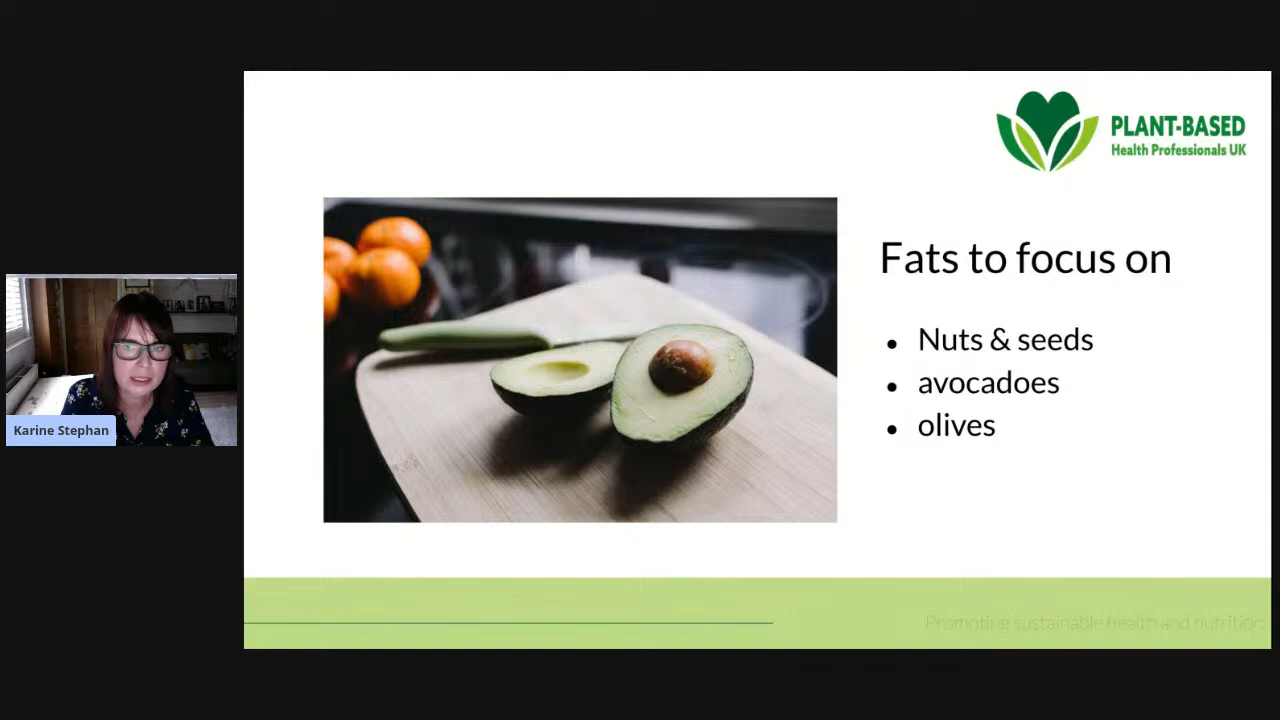 PLANT-BASED
Health Professionals UK
Fats to focus on
Nuts & seeds
avocadoes
olives
Karine Stephan
Promoting sustainable health and nutrition